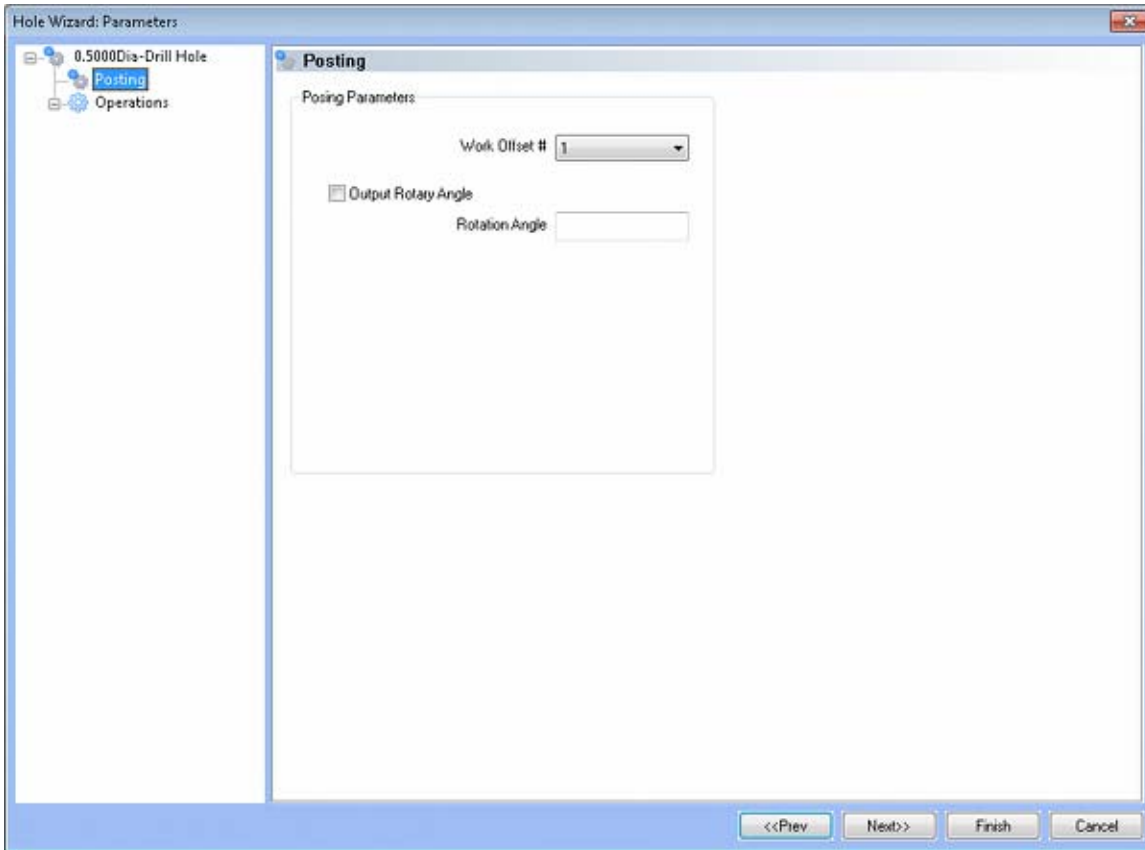 Hole Wizard: Parameters
0.5000Dia-Drill Hole
Posting
Operations
Posting
Posing Parameters
Work Offset # 1
Output Rotary Angle
Rotation Angle
<<Prev Next>> Finish Cancel